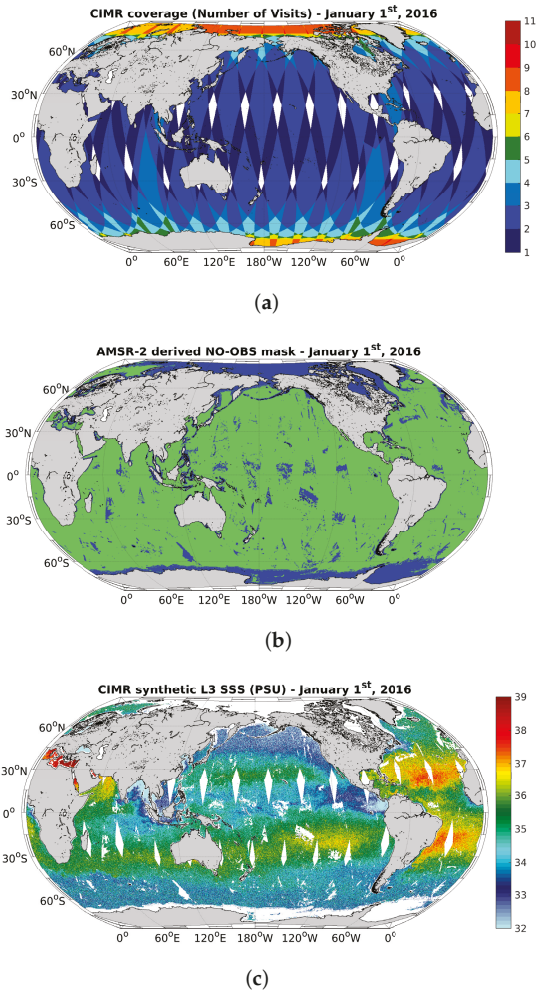 CIMR coverage (Number of Visits) - January 1st, 2016
60°N
30°N
0°
30°S
60°S
0° 60°E 120°E 180°W 120°W 60°W 0°
11
10
9
8
7
6
5
4
3
2
1
(a)
AMSR-2 derived NO-OBS mask - January 1st, 2016
60°N
30°N
0°
30°S
60°S
0° 60°E 120°E 180°W 120°W 60°W 0°
(b)
CIMR synthetic L3 SSS (PSU) - January 1st, 2016
60°N
30°N
0°
30°S
60°S
0° 60°E 120°E 180°W 120°W 60°W 0°
39
38
37
36
35
34
33
32
(c)